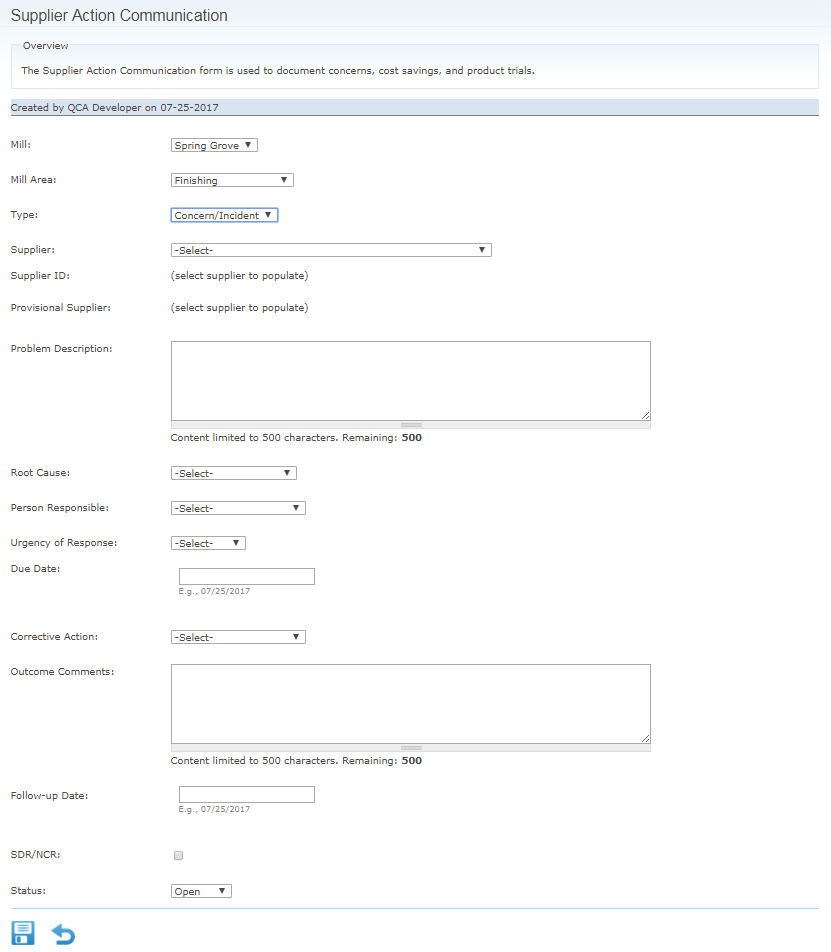 Supplier Action Communication
Overview
The Supplier Action Communication form is used to document concerns, cost savings, and product trials.
Created by QCA Developer on 07-25-2017
Mill: Spring Grove
Mill Area: Finishing
Type: Concern/Incident
Supplier: -Select-
Supplier ID: (select supplier to populate)
Provisional Supplier: (select supplier to populate)
Problem Description:
Content limited to 500 characters. Remaining: 500
Root Cause: -Select-
Person Responsible: -Select-
Urgency of Response: -Select-
Due Date:
E.g., 07/25/2017
Corrective Action: -Select-
Outcome Comments:
Content limited to 500 characters. Remaining: 500
Follow-up Date:
E.g., 07/25/2017
SDR/NCR:
Status: Open